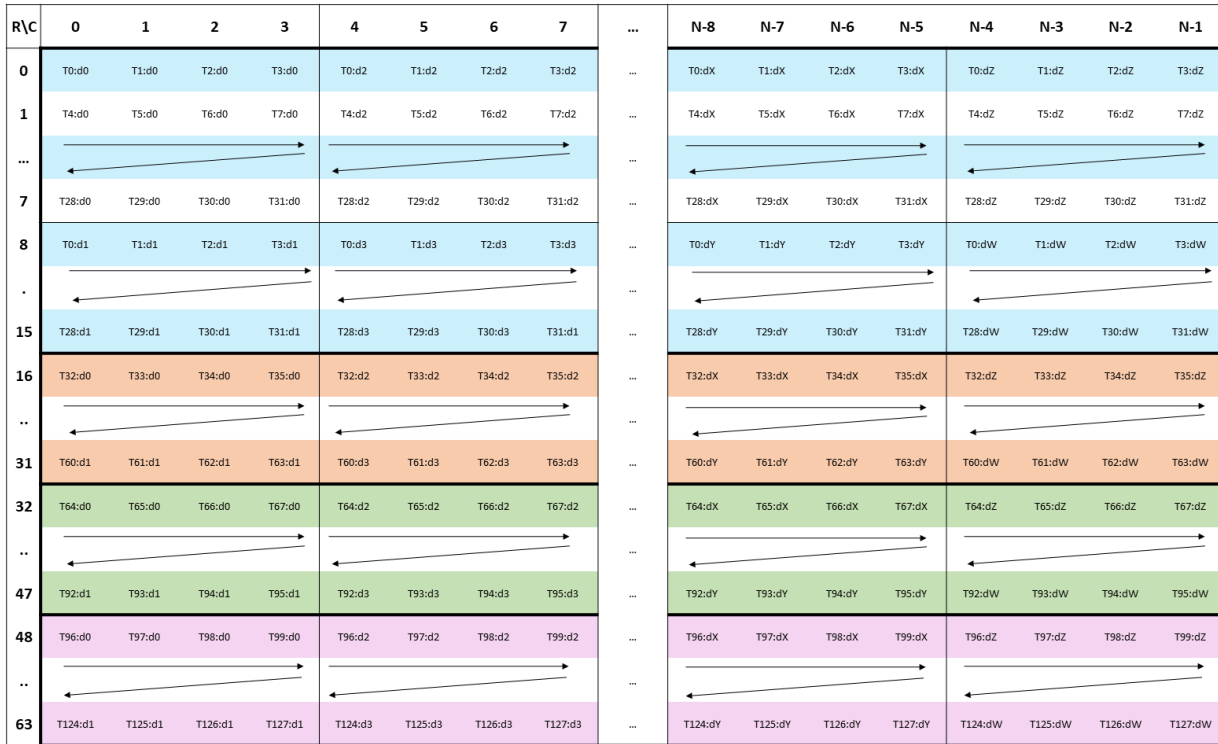 R\C 0 1 2 3 4 5 6 7 ... N-8 N-7 N-6 N-5 N-4 N-3 N-2 N-1
0 T0:d0 T1:d0 T2:d0 T3:d0 T0:d2 T1:d2 T2:d2 T3:d2 ... T0:dX T1:dX T2:dX T3:dX T0:dZ T1:dZ T2:dZ T3:dZ
1 T4:d0 T5:d0 T6:d0 T7:d0 T4:d2 T5:d2 T6:d2 T7:d2 ... T4:dX T5:dX T6:dX T7:dX T4:dZ T5:dZ T6:dZ T7:dZ
... ...
7 T28:d0 T29:d0 T30:d0 T31:d0 T28:d2 T29:d2 T30:d2 T31:d2 ... T28:dX T29:dX T30:dX T31:dX T28:dZ T29:dZ T30:dZ T31:dZ
8 T0:d1 T1:d1 T2:d1 T3:d1 T0:d3 T1:d3 T2:d3 T3:d3 ... T0:dY T1:dY T2:dY T3:dY T0:dW T1:dW T2:dW T3:dW
. ...
15 T28:d1 T29:d1 T30:d1 T31:d1 T28:d3 T29:d3 T30:d3 T31:d1 ... T28:dY T29:dY T30:dY T31:dY T28:dW T29:dW T30:dW T31:dW
16 T32:d0 T33:d0 T34:d0 T35:d0 T32:d2 T33:d2 T34:d2 T35:d2 ... T32:dX T33:dX T34:dX T35:dX T32:dZ T33:dZ T34:dZ T35:dZ
.. ...
31 T60:d1 T61:d1 T62:d1 T63:d1 T60:d3 T61:d3 T62:d3 T63:d3 ... T60:dY T61:dY T62:dY T63:dY T60:dW T61:dW T62:dW T63:dW
32 T64:d0 T65:d0 T66:d0 T67:d0 T64:d2 T65:d2 T66:d2 T67:d2 ... T64:dX T65:dX T66:dX T67:dX T64:dZ T65:dZ T66:dZ T67:dZ
.. ...
47 T92:d1 T93:d1 T94:d1 T95:d1 T92:d3 T93:d3 T94:d3 T95:d3 ... T92:dY T93:dY T94:dY T95:dY T92:dW T93:dW T94:dW T95:dW
48 T96:d0 T97:d0 T98:d0 T99:d0 T96:d2 T97:d2 T98:d2 T99:d2 ... T96:dX T97:dX T98:dX T99:dX T96:dZ T97:dZ T98:dZ T99:dZ
.. ...
63 T124:d1 T125:d1 T126:d1 T127:d1 T124:d3 T125:d3 T126:d3 T127:d3 ... T124:dY T125:dY T126:dY T127:dY T124:dW T125:dW T126:dW T127:dW